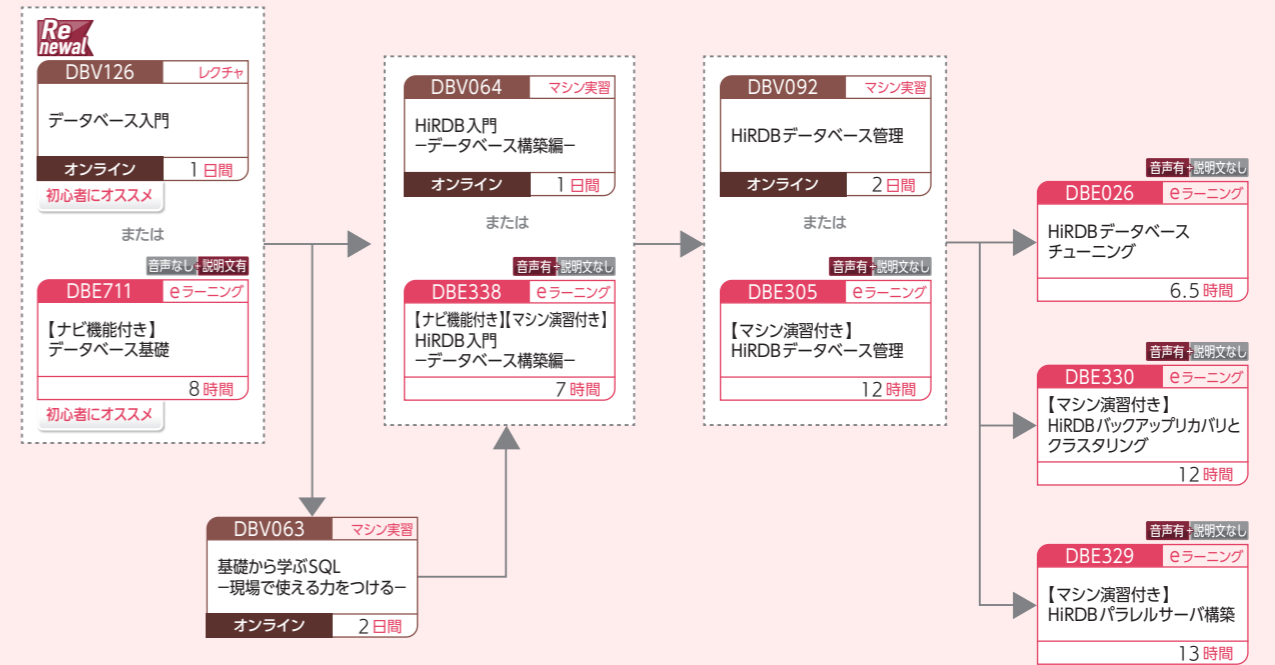 Re
newal
DBV126 レクチャ
データベース入門
オンライン 1日間
初心者にオススメ
または
音声なし+説明文有
DBE711 eラーニング
【ナビ機能付き】
データベース基礎
8時間
初心者にオススメ
DBV063 マシン実習
基礎から学ぶSQL
−現場で使える力をつける−
オンライン 2日間
DBV064 マシン実習
HiRDB入門
−データベース構築編−
オンライン 1日間
または
音声有+説明文なし
DBE338 eラーニング
【ナビ機能付き】【マシン演習付き】
HiRDB入門
−データベース構築編−
7時間
DBV092 マシン実習
HiRDBデータベース管理
オンライン 2日間
または
音声有+説明文なし
DBE305 eラーニング
【マシン演習付き】
HiRDBデータベース管理
12時間
音声有+説明文なし
DBE026 eラーニング
HiRDBデータベース
チューニング
6.5時間
音声有+説明文なし
DBE330 eラーニング
【マシン演習付き】
HiRDBバックアップリカバリと
クラスタリング
12時間
音声有+説明文なし
DBE329 eラーニング
【マシン演習付き】
HiRDBパラレルサーバ構築
13時間